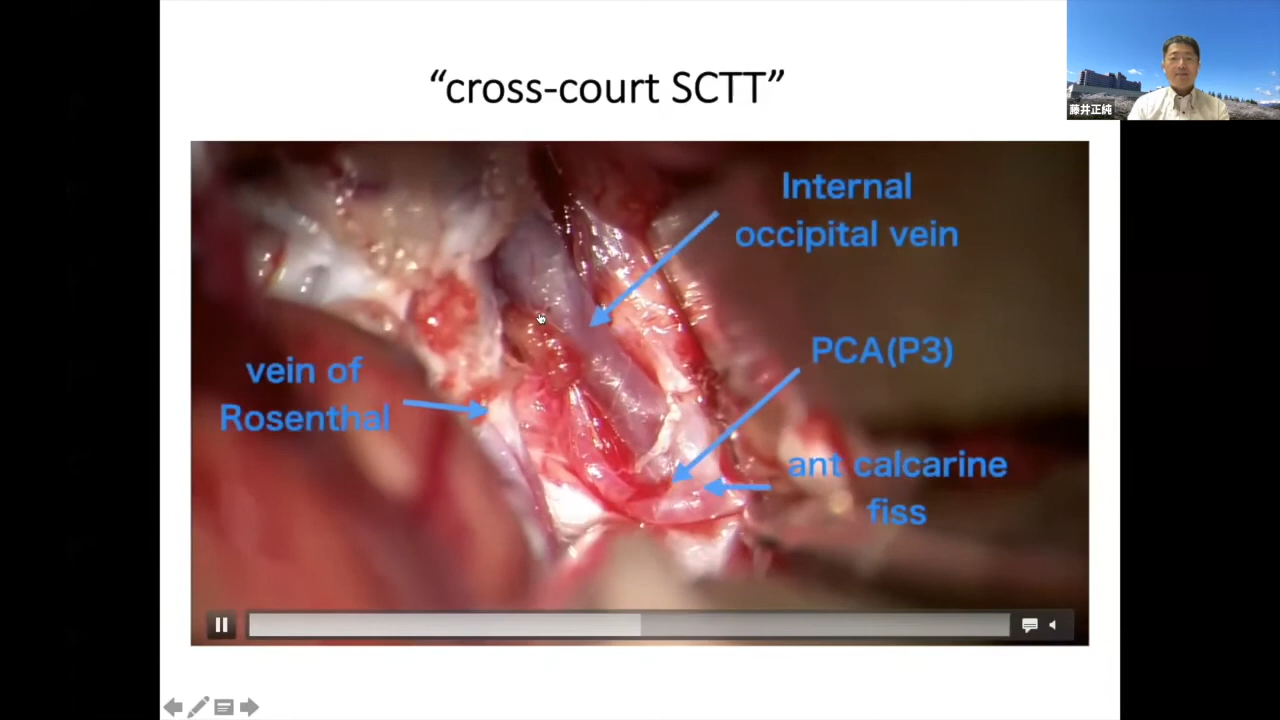 “cross-court SCTT”
藤井正純
Internal
occipital vein
PCA(P3)
vein of
Rosenthal
ant calcarine
fiss